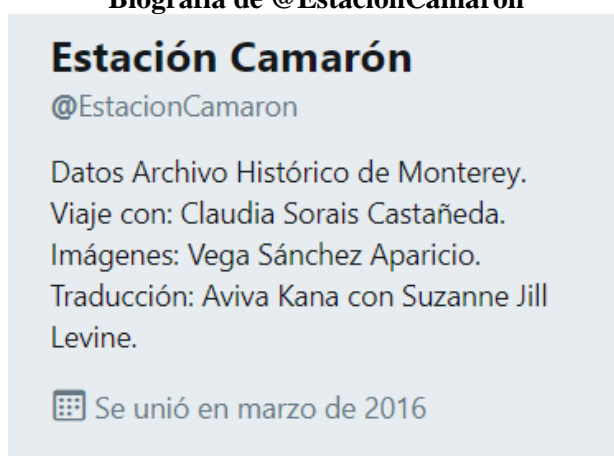 Biografía de @EstacionCamaron
Estación Camarón
@EstacionCamaron
Datos Archivo Histórico de Monterey.
Viaje con: Claudia Sorais Castañeda.
Imágenes: Vega Sánchez Aparicio.
Traducción: Aviva Kana con Suzanne Jill
Levine.
Se unió en marzo de 2016